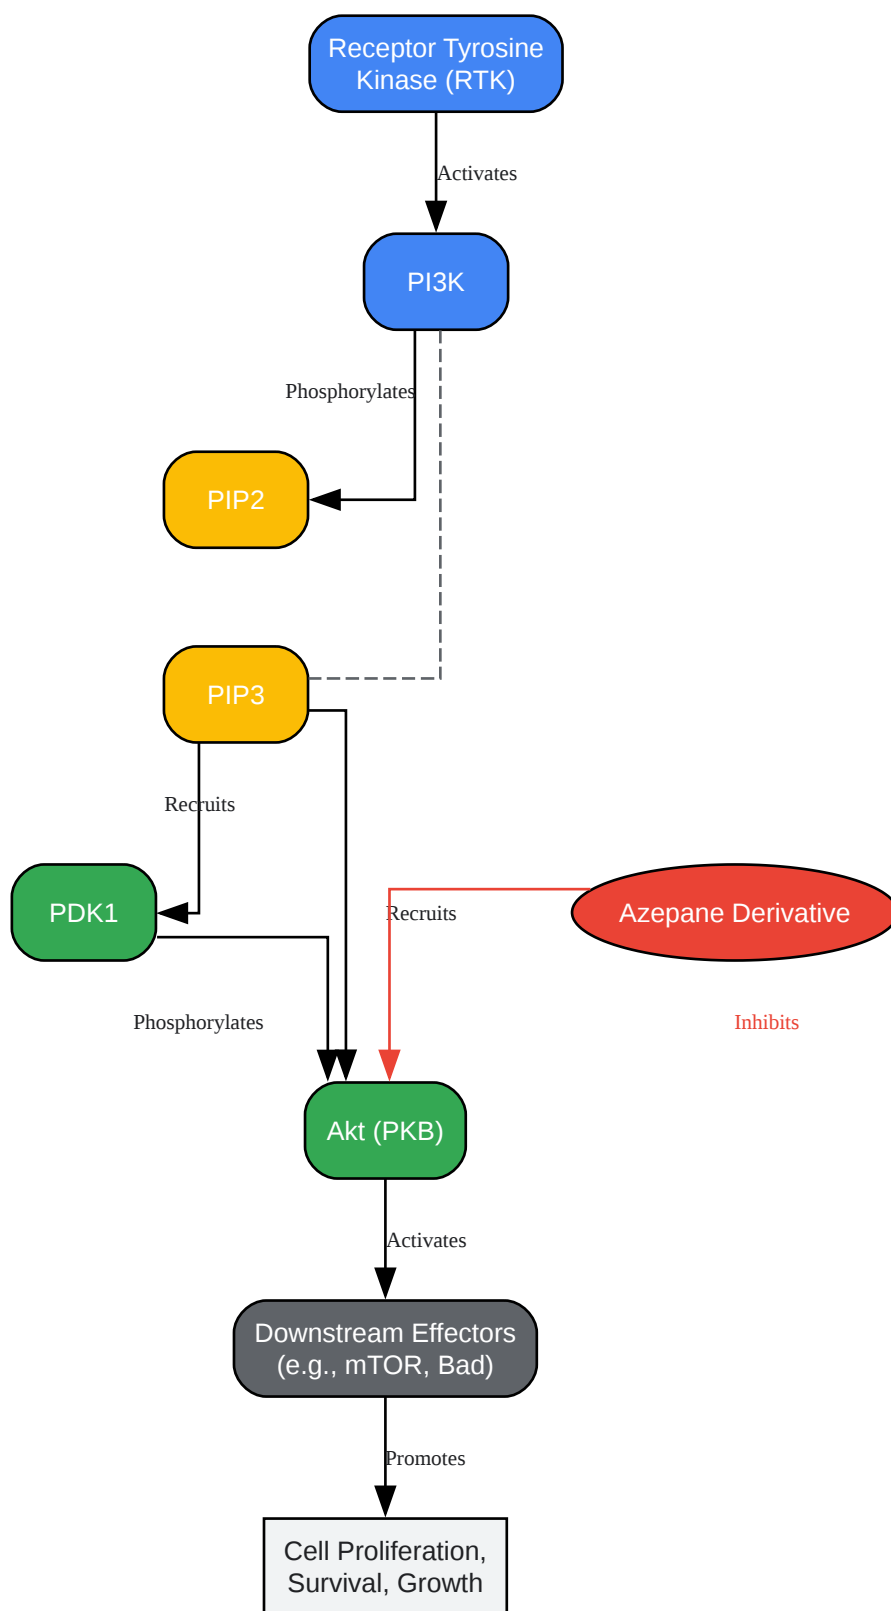 Receptor Tyrosine
Kinase (RTK)
Activates
PI3K
Phosphorylates
PIP2
PIP3
Recruits
PDK1
Recruits
Azepane Derivative
Phosphorylates
Inhibits
Akt (PKB)
Activates
Downstream Effectors
(e.g., mTOR, Bad)
Promotes
Cell Proliferation,
Survival, Growth